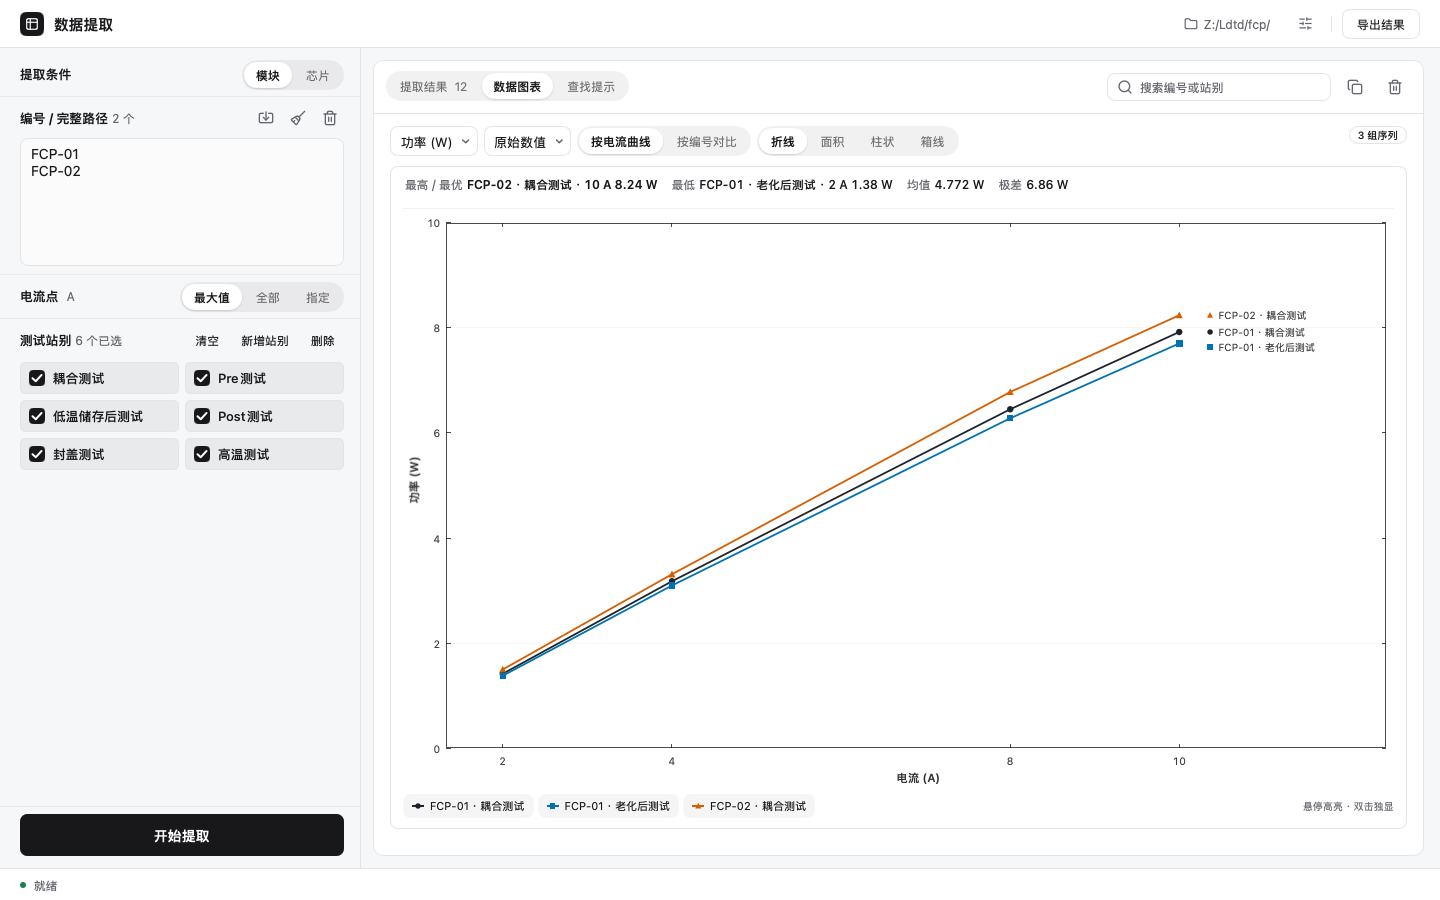 数据提取
Z:/Ldtd/fcp/
导出结果
提取条件
模块
芯片
编号 / 完整路径 2 个
FCP-01
FCP-02
电流点 A
最大值
全部
指定
测试站别 6 个已选
清空
新增站别
删除
耦合测试
Pre 测试
低温储存后测试
Post 测试
封盖测试
高温测试
开始提取
就绪
提取结果 12
数据图表
查找提示
搜索编号或站别
功率 (W)
原始数值
按电流曲线
按编号对比
折线
面积
柱状
箱线
3 组序列
最高 / 最优 FCP-02 · 耦合测试 · 10 A 8.24 W 最低 FCP-01 · 老化后测试 · 2 A 1.38 W 均值 4.772 W 极差 6.86 W
10
8
6
4
2
0
功率 (W)
FCP-02 · 耦合测试
FCP-01 · 耦合测试
FCP-01 · 老化后测试
2
4
8
10
电流 (A)
FCP-01 · 耦合测试
FCP-01 · 老化后测试
FCP-02 · 耦合测试
悬停高亮 · 双击独显